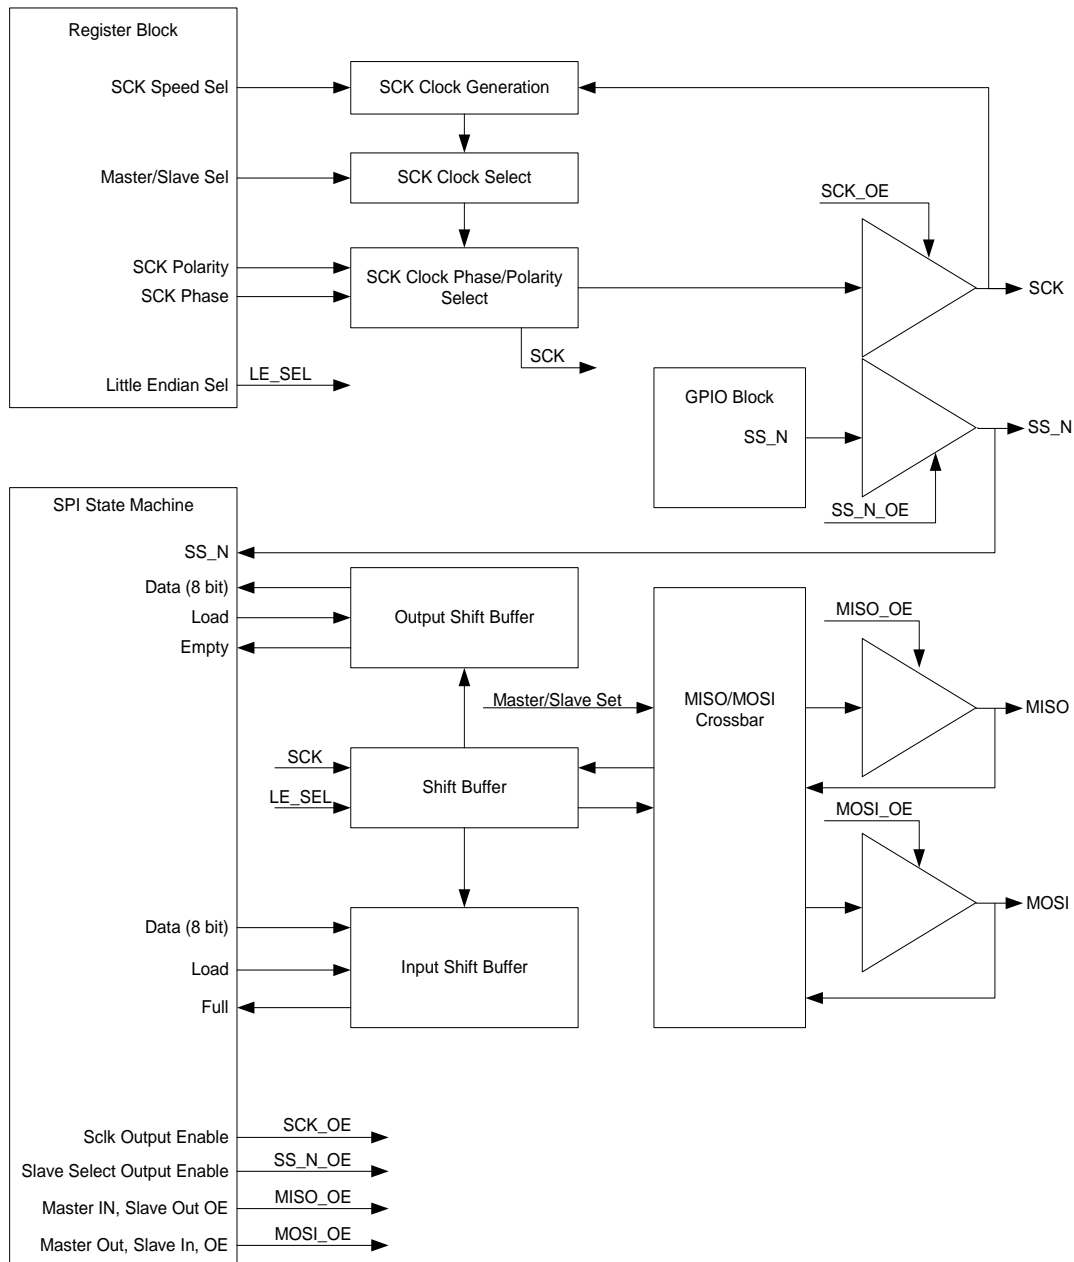 Register Block
SCK Speed Sel
SCK Clock Generation
Master/Slave Sel
SCK Clock Select
SCK_OE
SCK Polarity
SCK Phase
SCK Clock Phase/Polarity
Select
SCK
SCK
Little Endian Sel
LE_SEL
GPIO Block
SS_N
SS_N
SS_N_OE
SPI State Machine
SS_N
Data (8 bit)
Load
Empty
Output Shift Buffer
MISO_OE
Master/Slave Set
MISO/MOSI
Crossbar
MISO
SCK
LE_SEL
Shift Buffer
MOSI_OE
MOSI
Data (8 bit)
Load
Full
Input Shift Buffer
Sclk Output Enable
SCK_OE
Slave Select Output Enable
SS_N_OE
Master IN, Slave Out OE
MISO_OE
Master Out, Slave In, OE
MOSI_OE